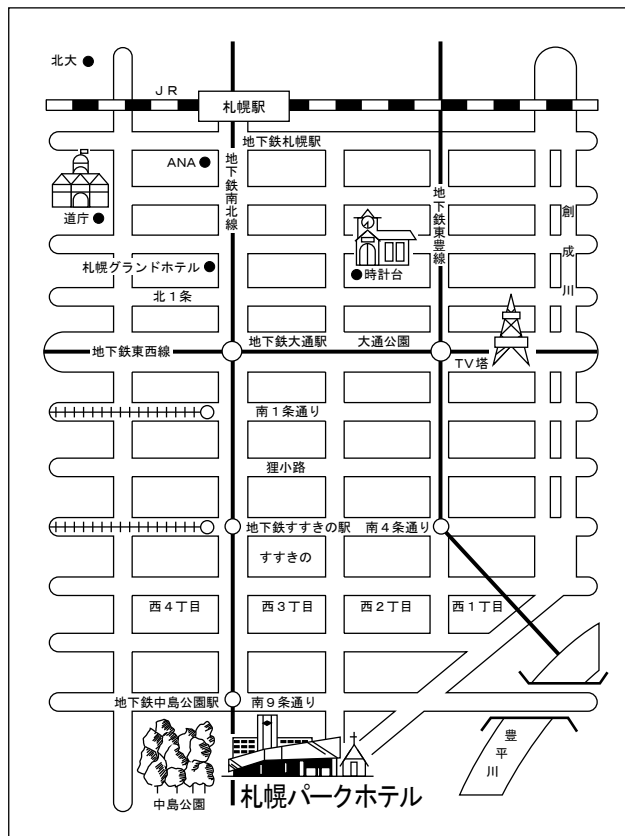 北大
JR
札幌駅
地下鉄札幌駅
ANA
地下鉄南北線
地下鉄東豊線
道庁
創成川
札幌グランドホテル
時計台
北1条
地下鉄東西線
地下鉄大通駅
大通公園
TV塔
南1条通り
狸小路
地下鉄すすきの駅
南4条通り
すすきの
西4丁目
西3丁目
西2丁目
西1丁目
地下鉄中島公園駅
南9条通り
豊平川
中島公園
札幌パークホテル